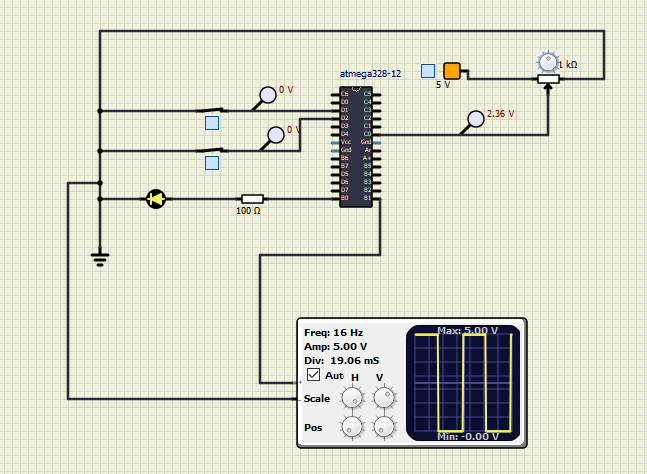 1 kΩ
atmega328-12
5 V
0 V
2.36 V
0 V
C6 C5
D0 C4
D1 C3
D2 C2
D3 C1
D4 C0
Vcc Gnd
Gnd
B6
B7 B5
D5 B4
D6 B3
D7 B2
B0 B1
100 Ω
Freq: 16 Hz
Amp: 5.00 V
Div: 19.06 mS
Auto H V
Scale
Pos
+
-
Max: 5.00 V
Min: -0.00 V